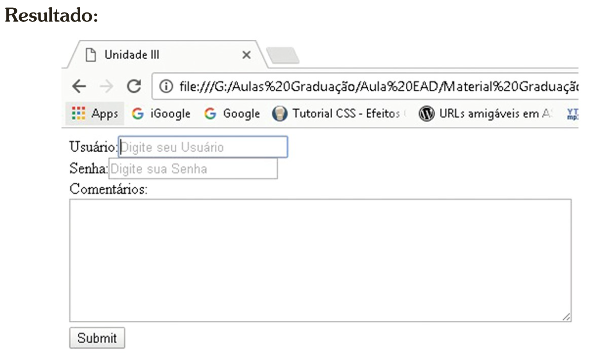 Resultado:
Unidade III
file:///G:/Aulas%20Graduação/Aula%20EAD/Material%20Graduaçã
Apps iGoogle Google Tutorial CSS - Efeitos URLs amigáveis em A
Usuário: Digite seu Usuário
Senha: Digite sua Senha
Comentários:
Submit